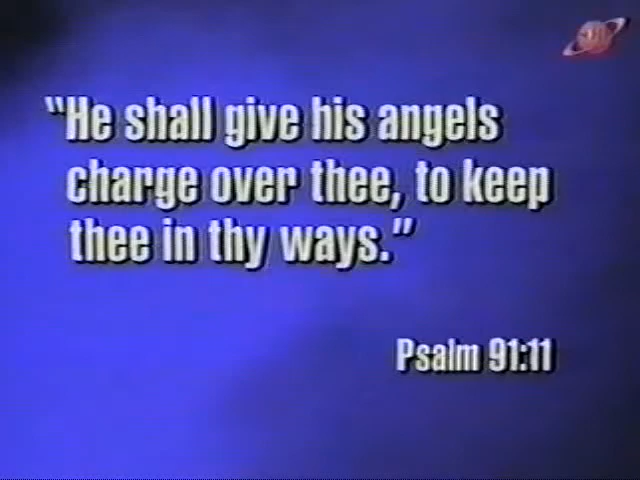 “He shall give his angels
charge over thee, to keep
thee in thy ways.”
Psalm 91:11